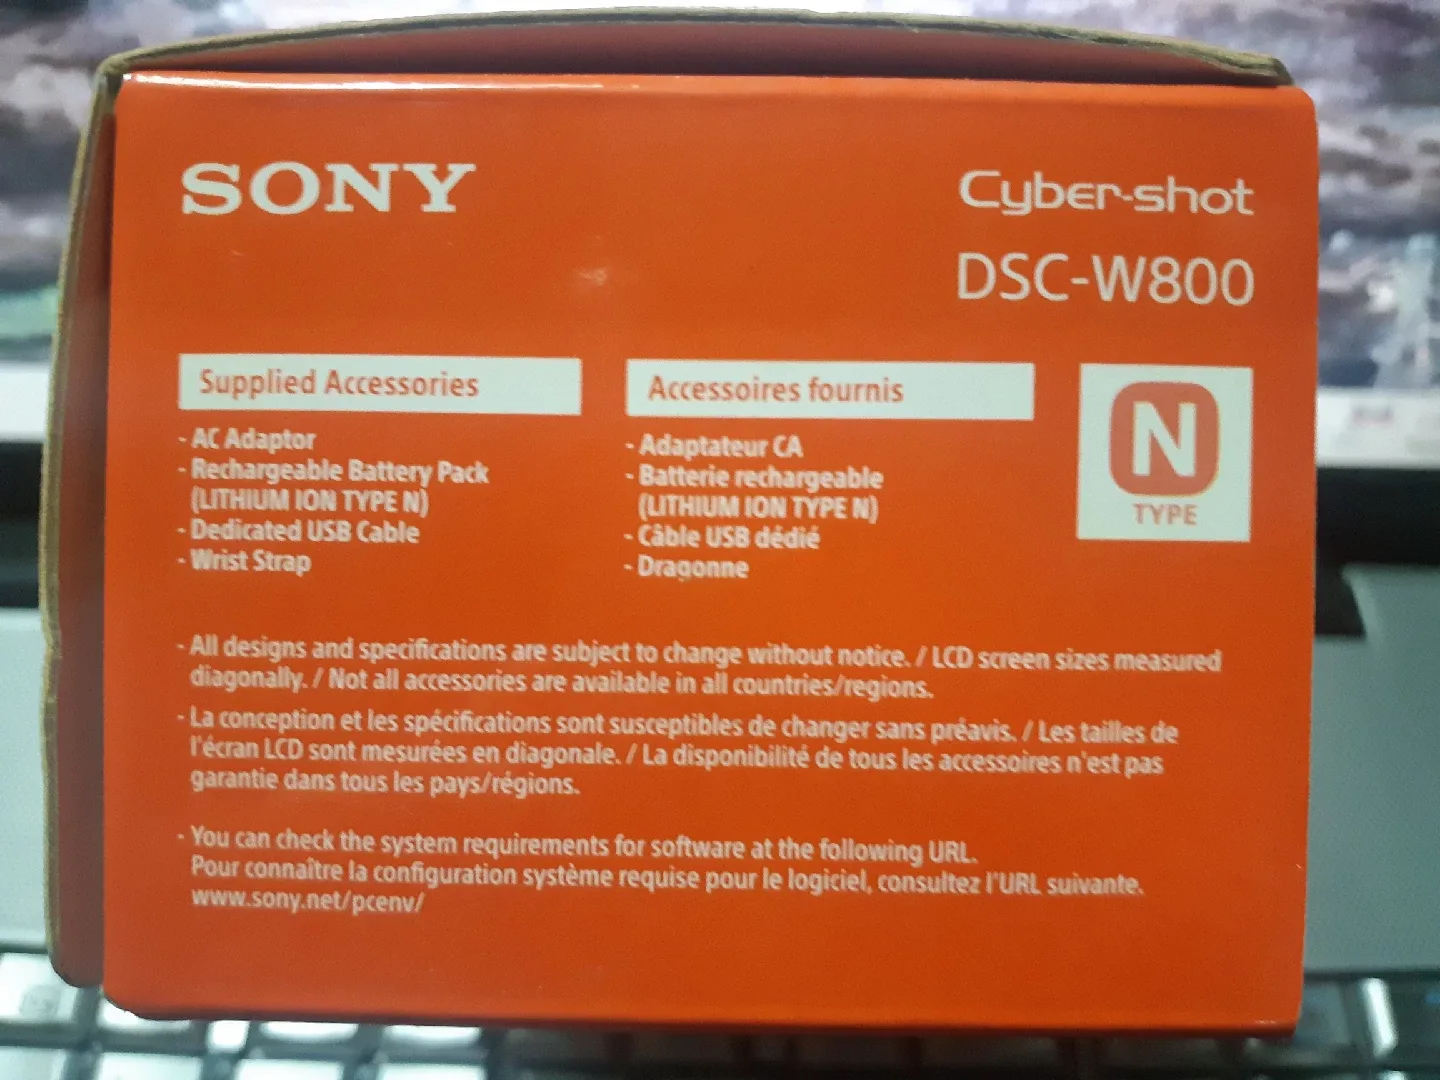 SONY
Cyber-shot
DSC-W800
Supplied Accessories
- AC Adaptor
- Rechargeable Battery Pack
(LITHIUM ION TYPE N)
- Dedicated USB Cable
- Wrist Strap
Accessoires fournis
- Adaptateur CA
- Batterie rechargeable
(LITHIUM ION TYPE N)
- Câble USB dédié
- Dragonne
N
TYPE
- All designs and specifications are subject to change without notice. / LCD screen sizes measured
diagonally. / Not all accessories are available in all countries/regions.
- La conception et les spécifications sont susceptibles de changer sans préavis. / Les tailles de
l'écran LCD sont mesurées en diagonale. / La disponibilité de tous les accessoires n'est pas
garantie dans tous les pays/régions.
- You can check the system requirements for software at the following URL.
Pour connaître la configuration système requise pour le logiciel, consultez l'URL suivante.
www.sony.net/pcenv/